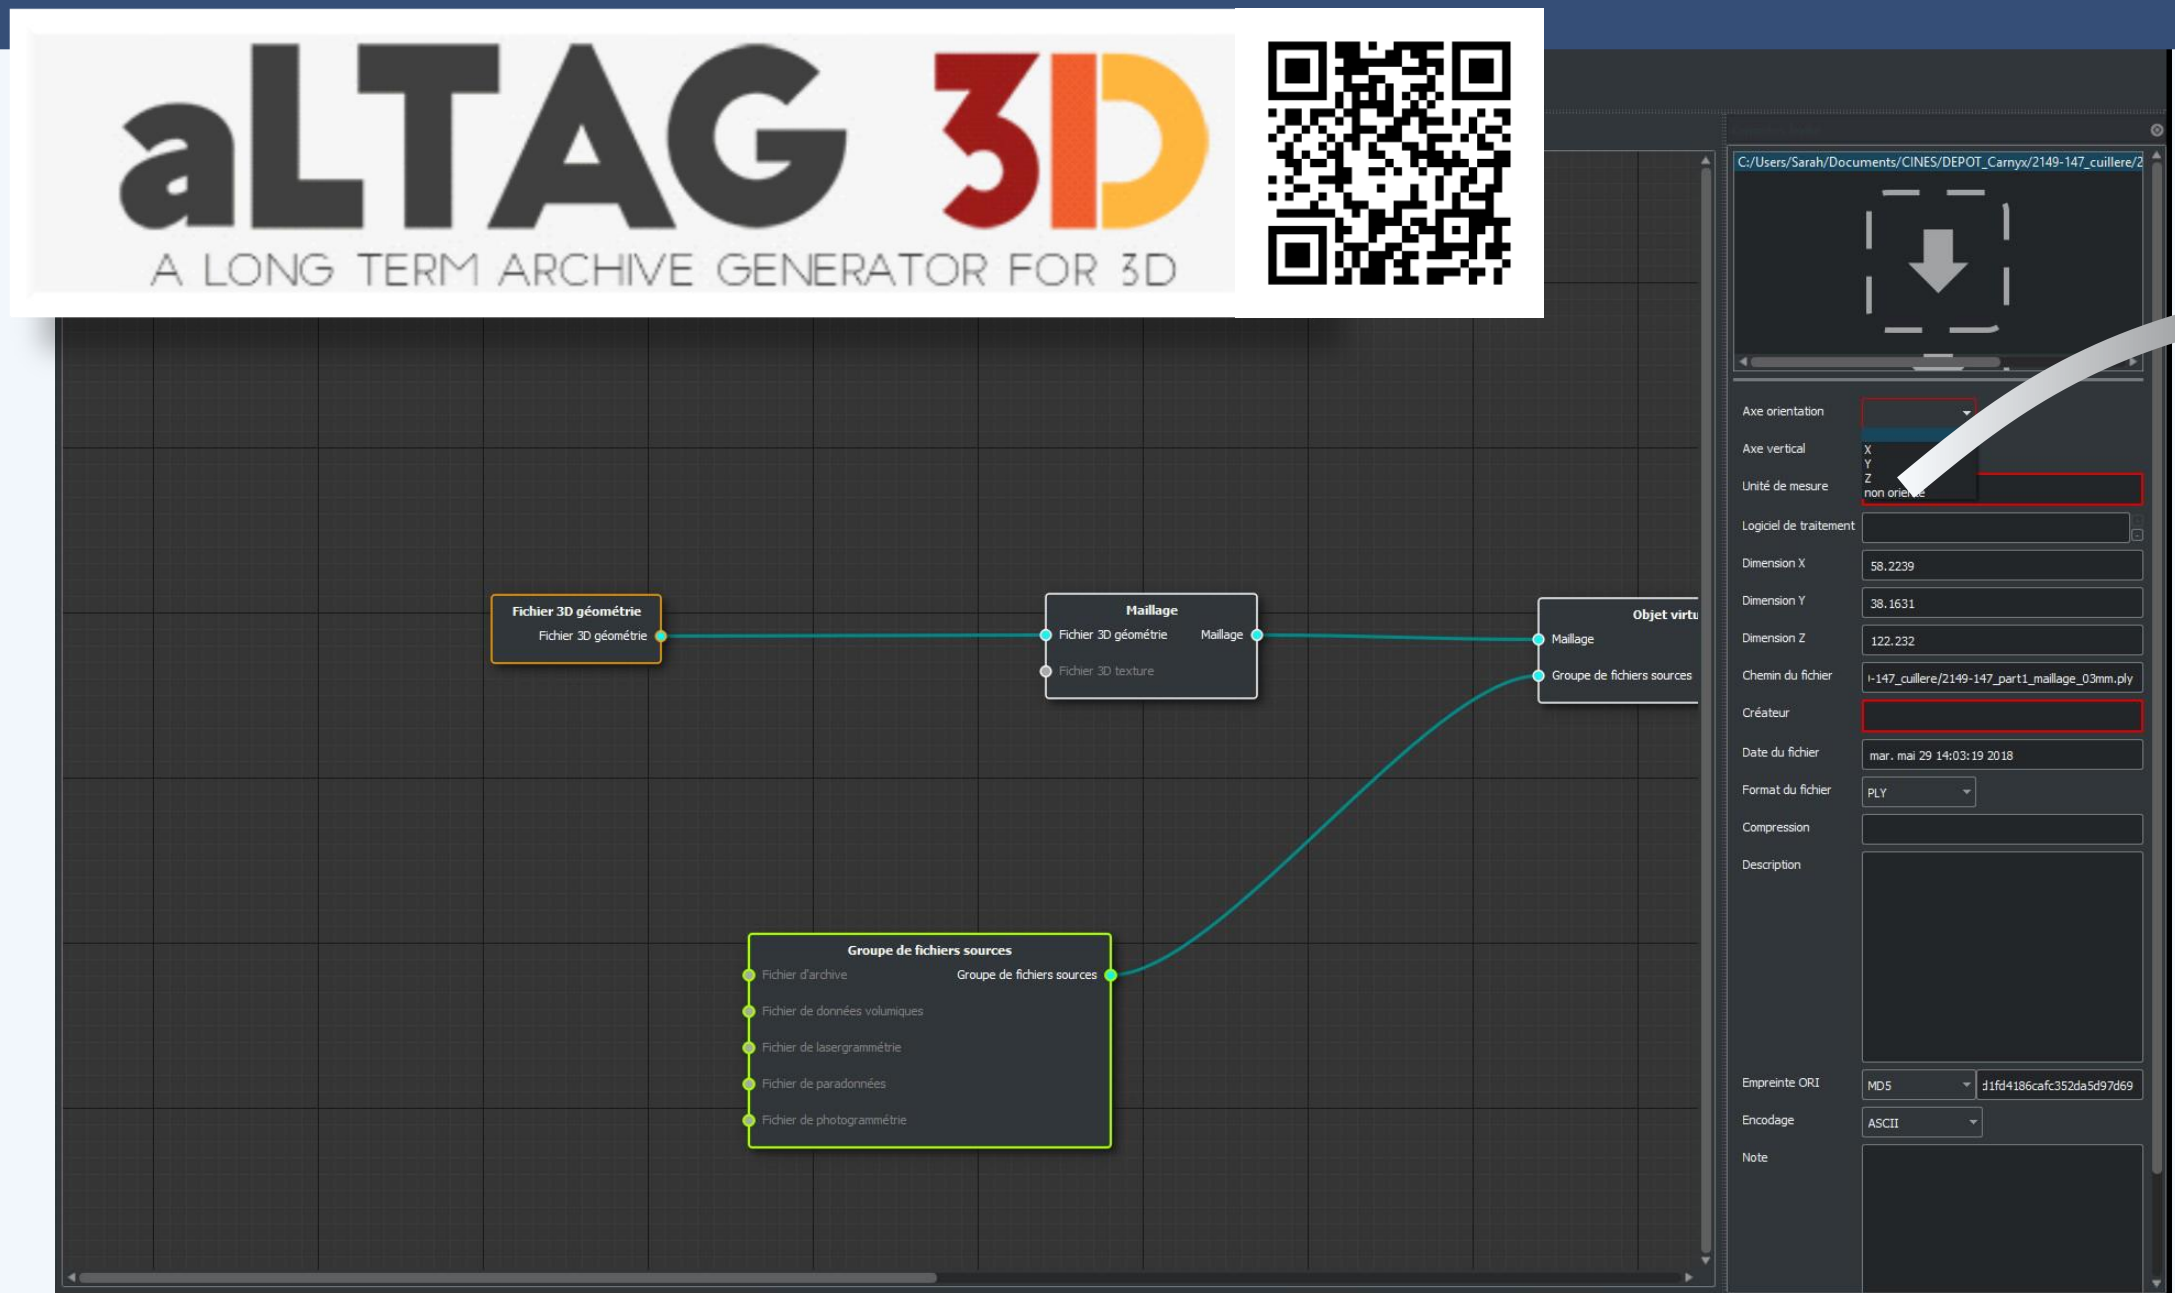 aLTAG 3D
A LONG TERM ARCHIVE GENERATOR FOR 3D
C:/Users/Sarah/Documents/CINES/DEPOT_Carnyx/2149-147_cuillere/2
Axe orientation
Axe vertical
X
Y
Z
non oriente
Unité de mesure
Logiciel de traitement
Dimension X 58.2239
Dimension Y 38.1631
Dimension Z 122.232
Chemin du fichier -147_cuillere/2149-147_part1_maillage_03mm.ply
Créateur
Date du fichier mar. mai 29 14:03:19 2018
Format du fichier PLY
Compression
Description
Empreinte ORI MD5 d1fd4186cafc352da5d97d69
Encodage ASCII
Note
Fichier 3D géométrie
Fichier 3D géométrie
Maillage
Fichier 3D géométrie Maillage
Fichier 3D texture
Objet virtu
Maillage
Groupe de fichiers sources
Groupe de fichiers sources
Fichier d'archive Groupe de fichiers sources
Fichier de données volumiques
Fichier de lasergrammétrie
Fichier de paradonnées
Fichier de photogrammétrie